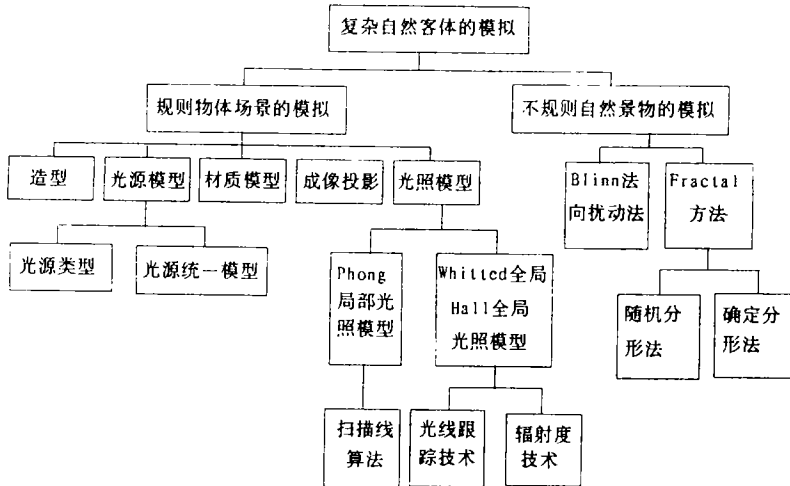 复杂自然客体的模拟
规则物体场景的模拟
不规则自然景物的模拟
造型
光源模型
材质模型
成像投影
光照模型
Blinn法
向扰动法
Fractal
方法
光源类型
光源统一模型
Phong
局部光
照模型
Whitted全局
Hall全局
光照模型
随机分
形法
确定分
形法
扫描线
算法
光线跟
踪技术
辐射度
技术